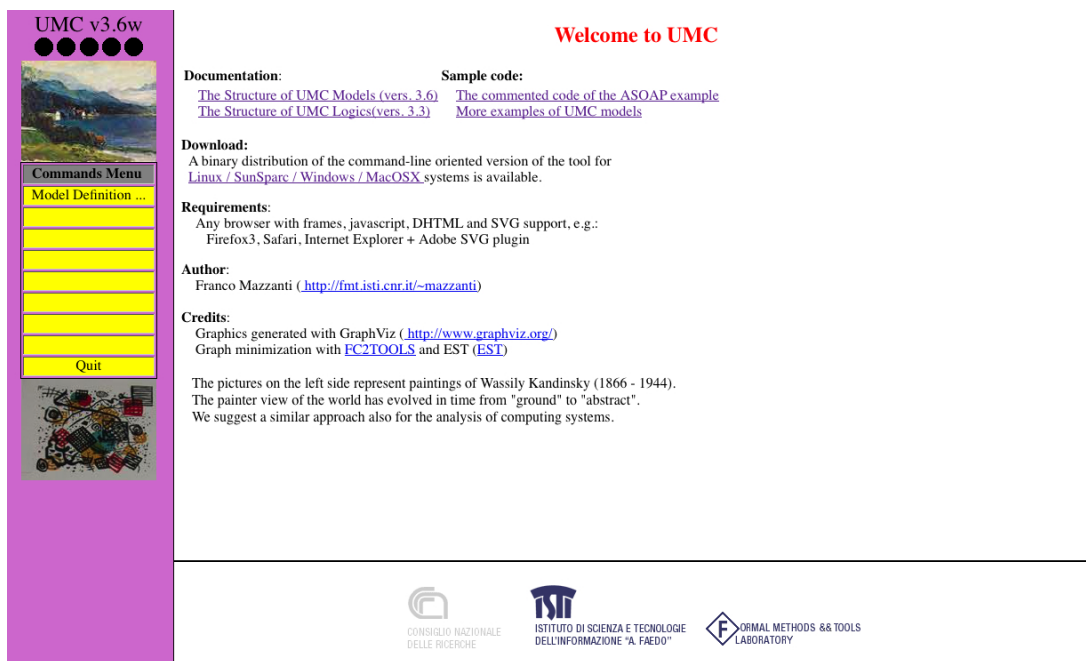 UMC v3.6w
Commands Menu
Model Definition ...
Quit
Welcome to UMC
Documentation:
Sample code:
The Structure of UMC Models (vers. 3.6)
The commented code of the ASOAP example
The Structure of UMC Logics(vers. 3.3)
More examples of UMC models
Download:
A binary distribution of the command-line oriented version of the tool for
Linux / SunSparc / Windows / MacOSX systems is available.
Requirements:
Any browser with frames, javascript, DHTML and SVG support, e.g.:
Firefox3, Safari, Internet Explorer + Adobe SVG plugin
Author:
Franco Mazzanti ( http://fmt.isti.cnr.it/~mazzanti)
Credits:
Graphics generated with GraphViz ( http://www.graphviz.org/)
Graph minimization with FC2TOOLS and EST (EST)
The pictures on the left side represent paintings of Wassily Kandinsky (1866 - 1944).
The painter view of the world has evolved in time from "ground" to "abstract".
We suggest a similar approach also for the analysis of computing systems.
CONSIGLIO NAZIONALE
DELLE RICERCHE
ISTI
ISTITUTO DI SCIENZA E TECNOLOGIE
DELL'INFORMAZIONE "A. FAEDO"
FORMAL METHODS && TOOLS
LABORATORY